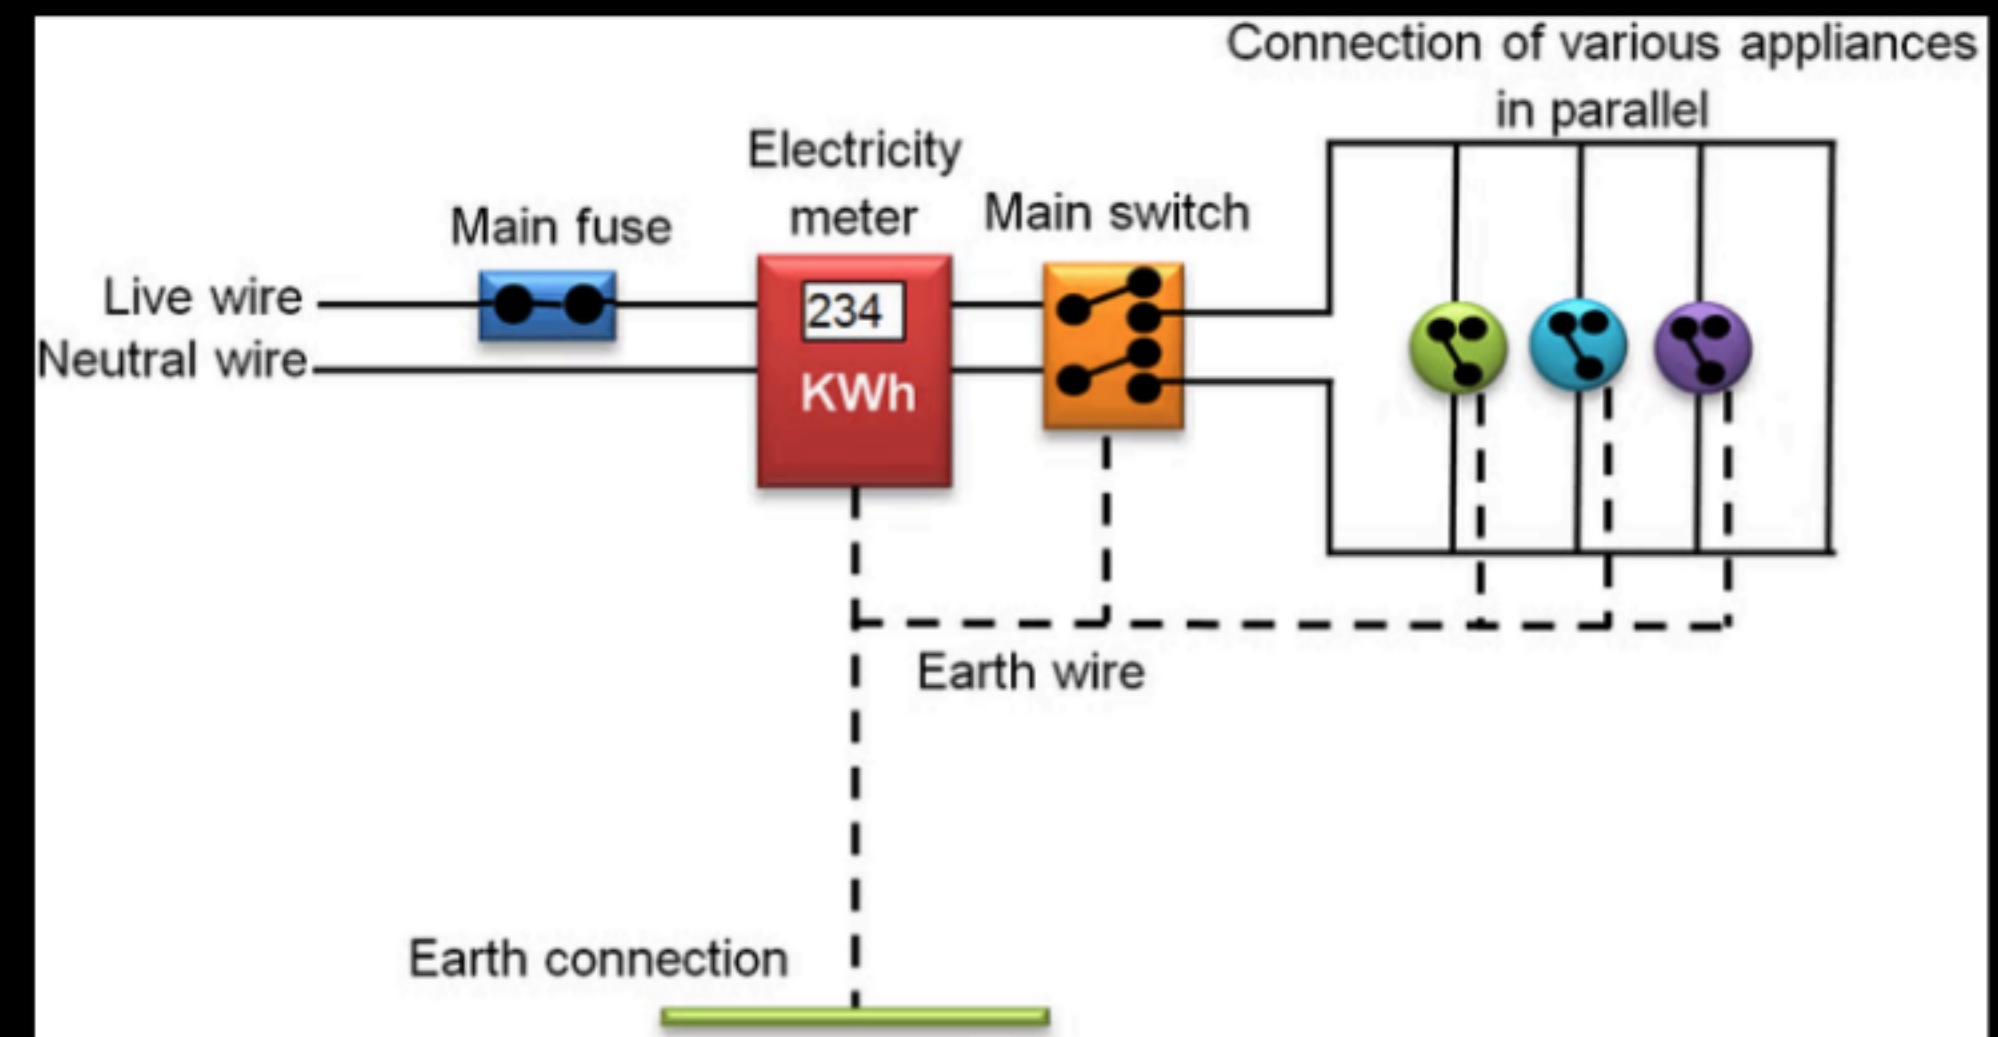 Connection of various appliances
in parallel
Electricity
meter
Main switch
Main fuse
Live wire
234
Neutral wire
KWh
Earth wire
Earth connection